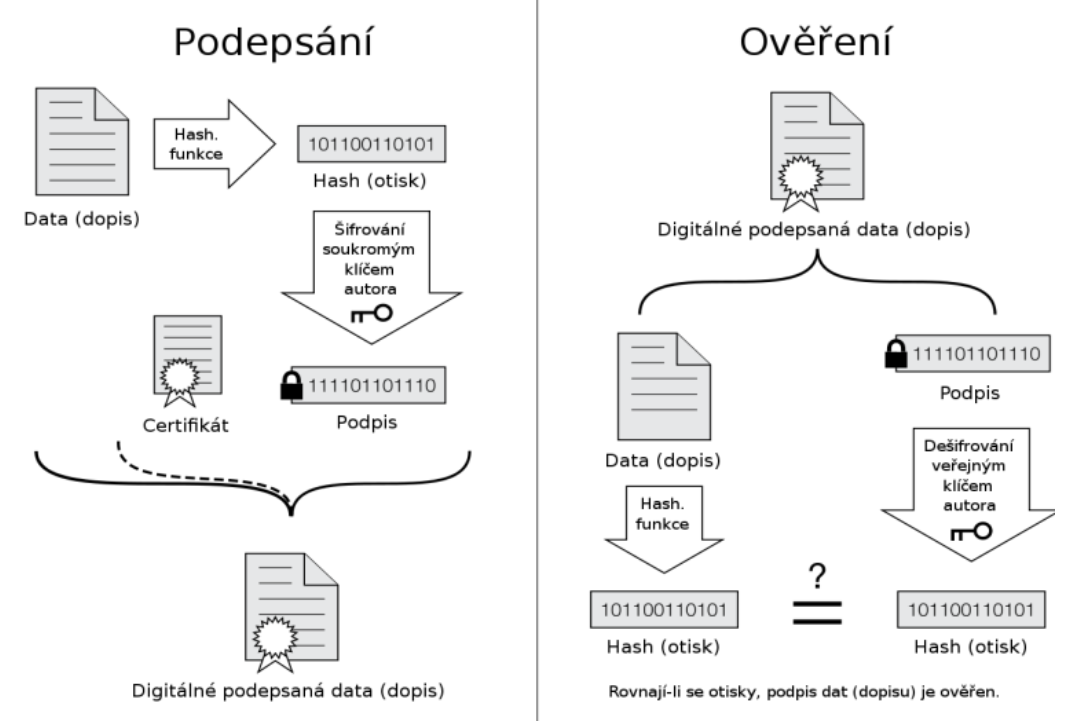 Podepsání
Hash.
funkce
101100110101
Hash (otisk)
Data (dopis)
Šifrování
soukromým
klíčem
autora
111101101110
Podpis
Certifikát
Digitálné podepsaná data (dopis)
Ověření
Digitálné podepsaná data (dopis)
111101101110
Podpis
Data (dopis)
Dešifrování
veřejným
klíčem
autora
Hash.
funkce
?
101100110101
101100110101
Hash (otisk)
Hash (otisk)
Rovnají-li se otisky, podpis dat (dopisu) je ověřen.